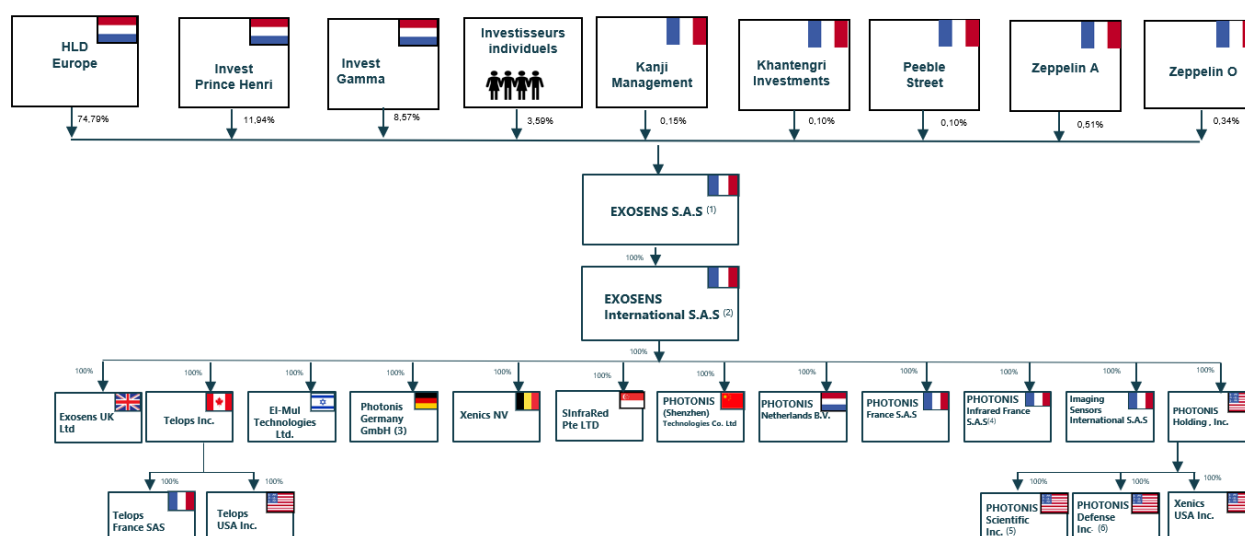 HLD
Europe
Invest
Prince Henri
Invest
Gamma
Investisseurs
individuels
Kanji
Management
Khantengri
Investments
Peeble
Street
Zeppelin A
Zeppelin O
74,79%
11,94%
8,57%
3,59%
0,15%
0,10%
0,10%
0,51%
0,34%
EXOSENS S.A.S (1)
100%
EXOSENS
International S.A.S (2)
100%
100%
100%
100%
100%
100%
100%
100%
100%
100%
100%
100%
100%
Exosens UK
Ltd
Telops Inc.
El-Mul
Technologies
Ltd.
Photonis
Germany
GmbH (3)
Xenics NV
SInfraRed
Pte LTD
PHOTONIS
(Shenzhen)
Technologies Co. Ltd
PHOTONIS
Netherlands B.V.
PHOTONIS
France S.A.S
PHOTONIS
Infrared France
S.A.S(4)
Imaging
Sensors
International S.A.S
PHOTONIS
Holding , Inc.
100%
100%
100%
100%
100%
Telops
France SAS
Telops
USA Inc.
PHOTONIS
Scientific
Inc. (5)
PHOTONIS
Defense
Inc (6)
Xenics
USA Inc.